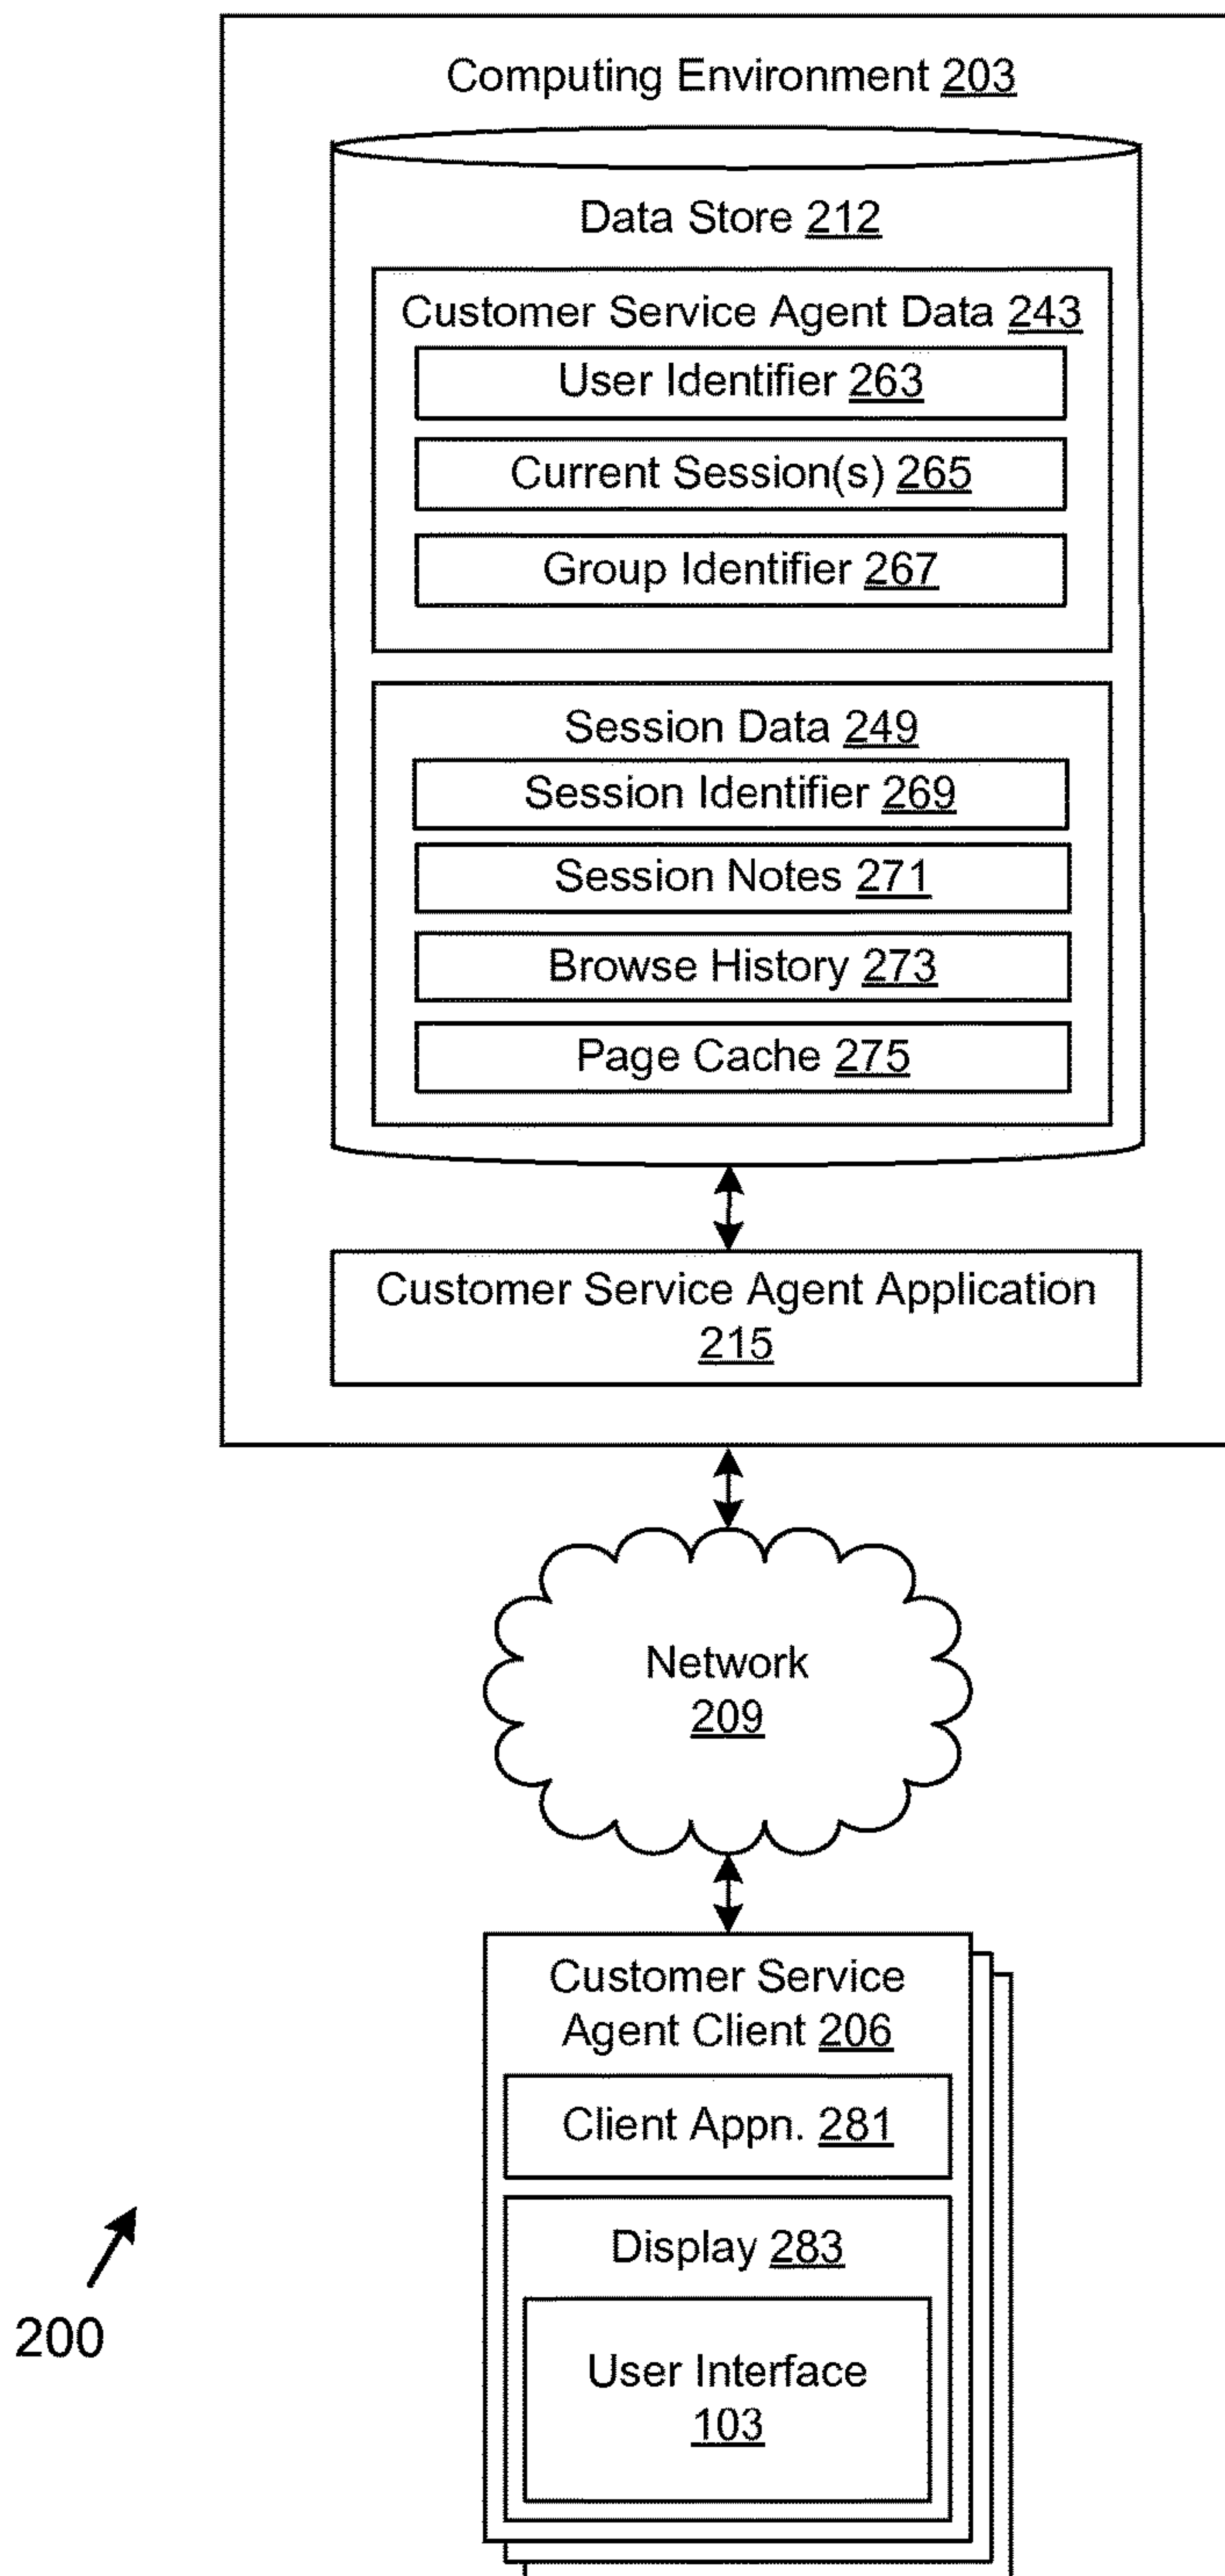 Computing Environment 203
Data Store 212
Customer Service Agent Data 243
User Identifier 263
Current Session(s) 265
Group Identifier 267
Session Data 249
Session Identifier 269
Session Notes 271
Browse History 273
Page Cache 275
Customer Service Agent Application
215
Network
209
Customer Service
Agent Client 206
Client Appn. 281
Display 283
User Interface
103
200